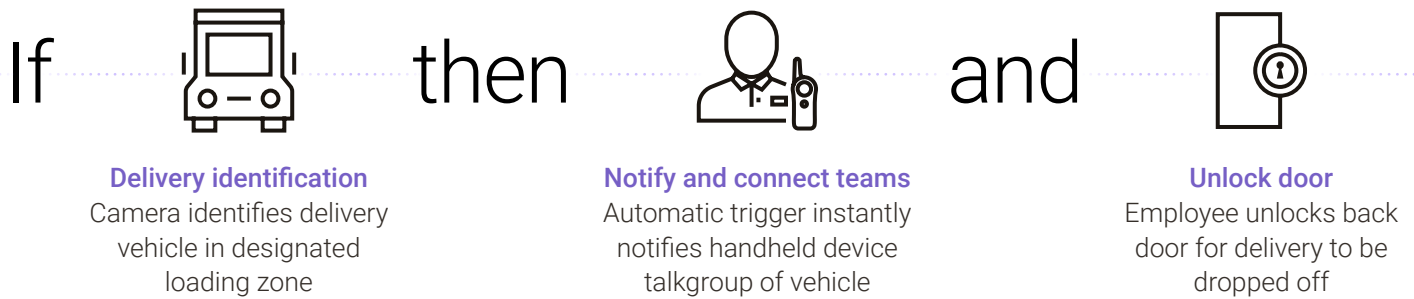 If
then
and
Delivery identification
Camera identifies delivery
vehicle in designated
loading zone
Notify and connect teams
Automatic trigger instantly
notifies handheld device
talkgroup of vehicle
Unlock door
Employee unlocks back
door for delivery to be
dropped off